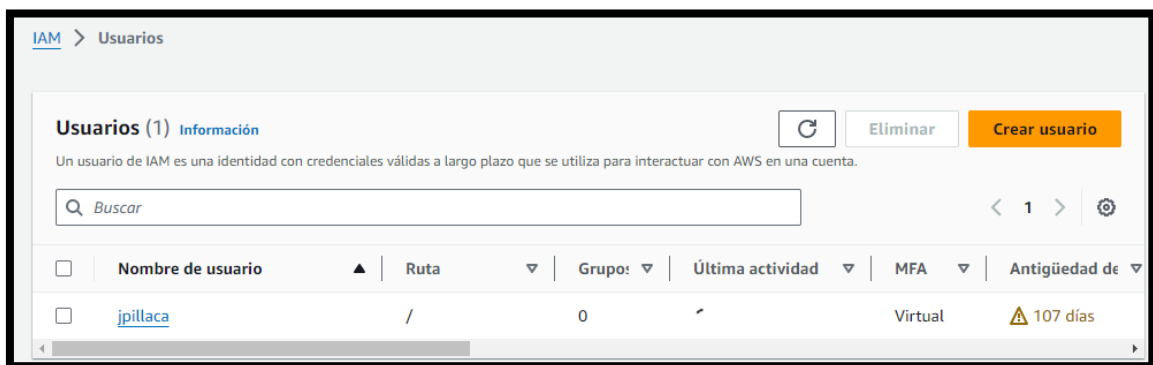 IAM > Usuarios
Usuarios (1) Información
Eliminar
Crear usuario
Un usuario de IAM es una identidad con credenciales válidas a largo plazo que se utiliza para interactuar con AWS en una cuenta.
Buscar
< 1 >
Nombre de usuario Ruta Grupos Última actividad MFA Antigüedad de
jpillaca / 0 Virtual 107 días